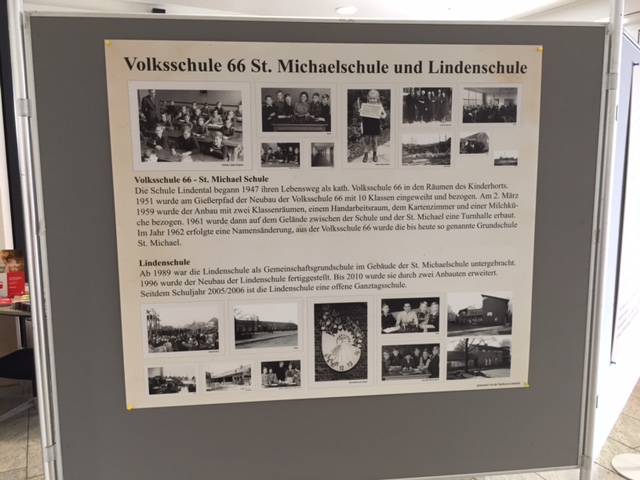 Volksschule 66 St. Michaelschule und Lindenschule
Volksschule 66 - St. Michael Schule
Die Schule Lindental begann 1947 ihren Lebensweg als kath. Volksschule 66 in den Räumen des Kinderhorts.
1951 wurde am Gießerpfad der Neubau der Volksschule 66 mit 10 Klassen eingeweiht und bezogen. Am 2. März
1959 wurde der Anbau mit zwei Klassenräumen, einem Handarbeitsraum, dem Kartenzimmer und einer Milchkü-
che bezogen. 1961 wurde dann auf dem Gelände zwischen der Schule und der St. Michael eine Turnhalle erbaut.
Im Jahr 1962 erfolgte eine Namensänderung, aus der Volksschule 66 wurde die bis heute so genannte Grundschule
St. Michael.
Lindenschule
Ab 1989 war die Lindenschule als Gemeinschaftsgrundschule im Gebäude der St. Michaelschule untergebracht.
1996 wurde der Neubau der Lindenschule fertiggestellt. Bis 2010 wurde sie durch zwei Anbauten erweitert.
Seitdem Schuljahr 2005/2006 ist die Lindenschule eine offene Ganztagsschule.